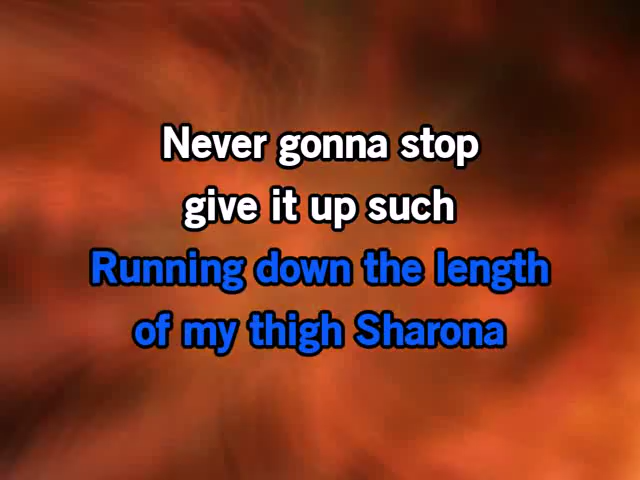 Never gonna stop
give it up such
Running down the length
of my thigh Sharona